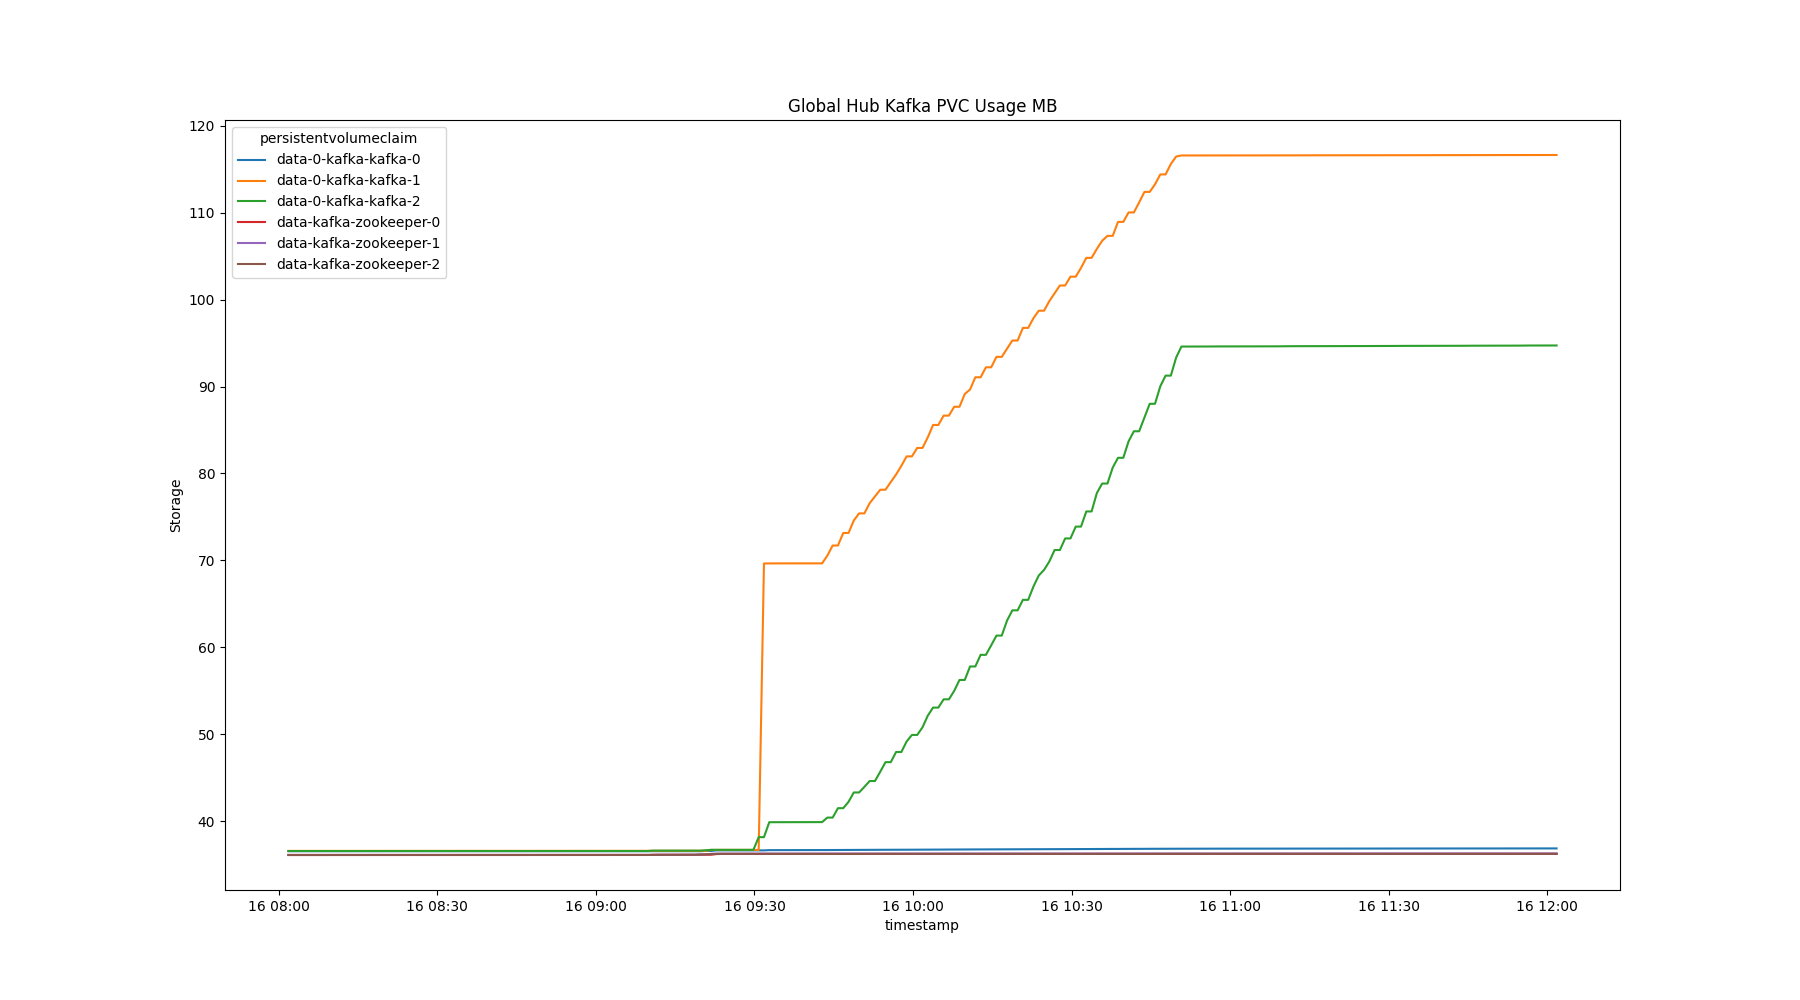 Global Hub Kafka PVC Usage MB
persistentvolumeclaim
data-0-kafka-kafka-0
data-0-kafka-kafka-1
data-0-kafka-kafka-2
data-kafka-zookeeper-0
data-kafka-zookeeper-1
data-kafka-zookeeper-2
120
110
100
90
80
70
60
50
40
Storage
16 08:00
16 08:30
16 09:00
16 09:30
16 10:00
16 10:30
16 11:00
16 11:30
16 12:00
timestamp